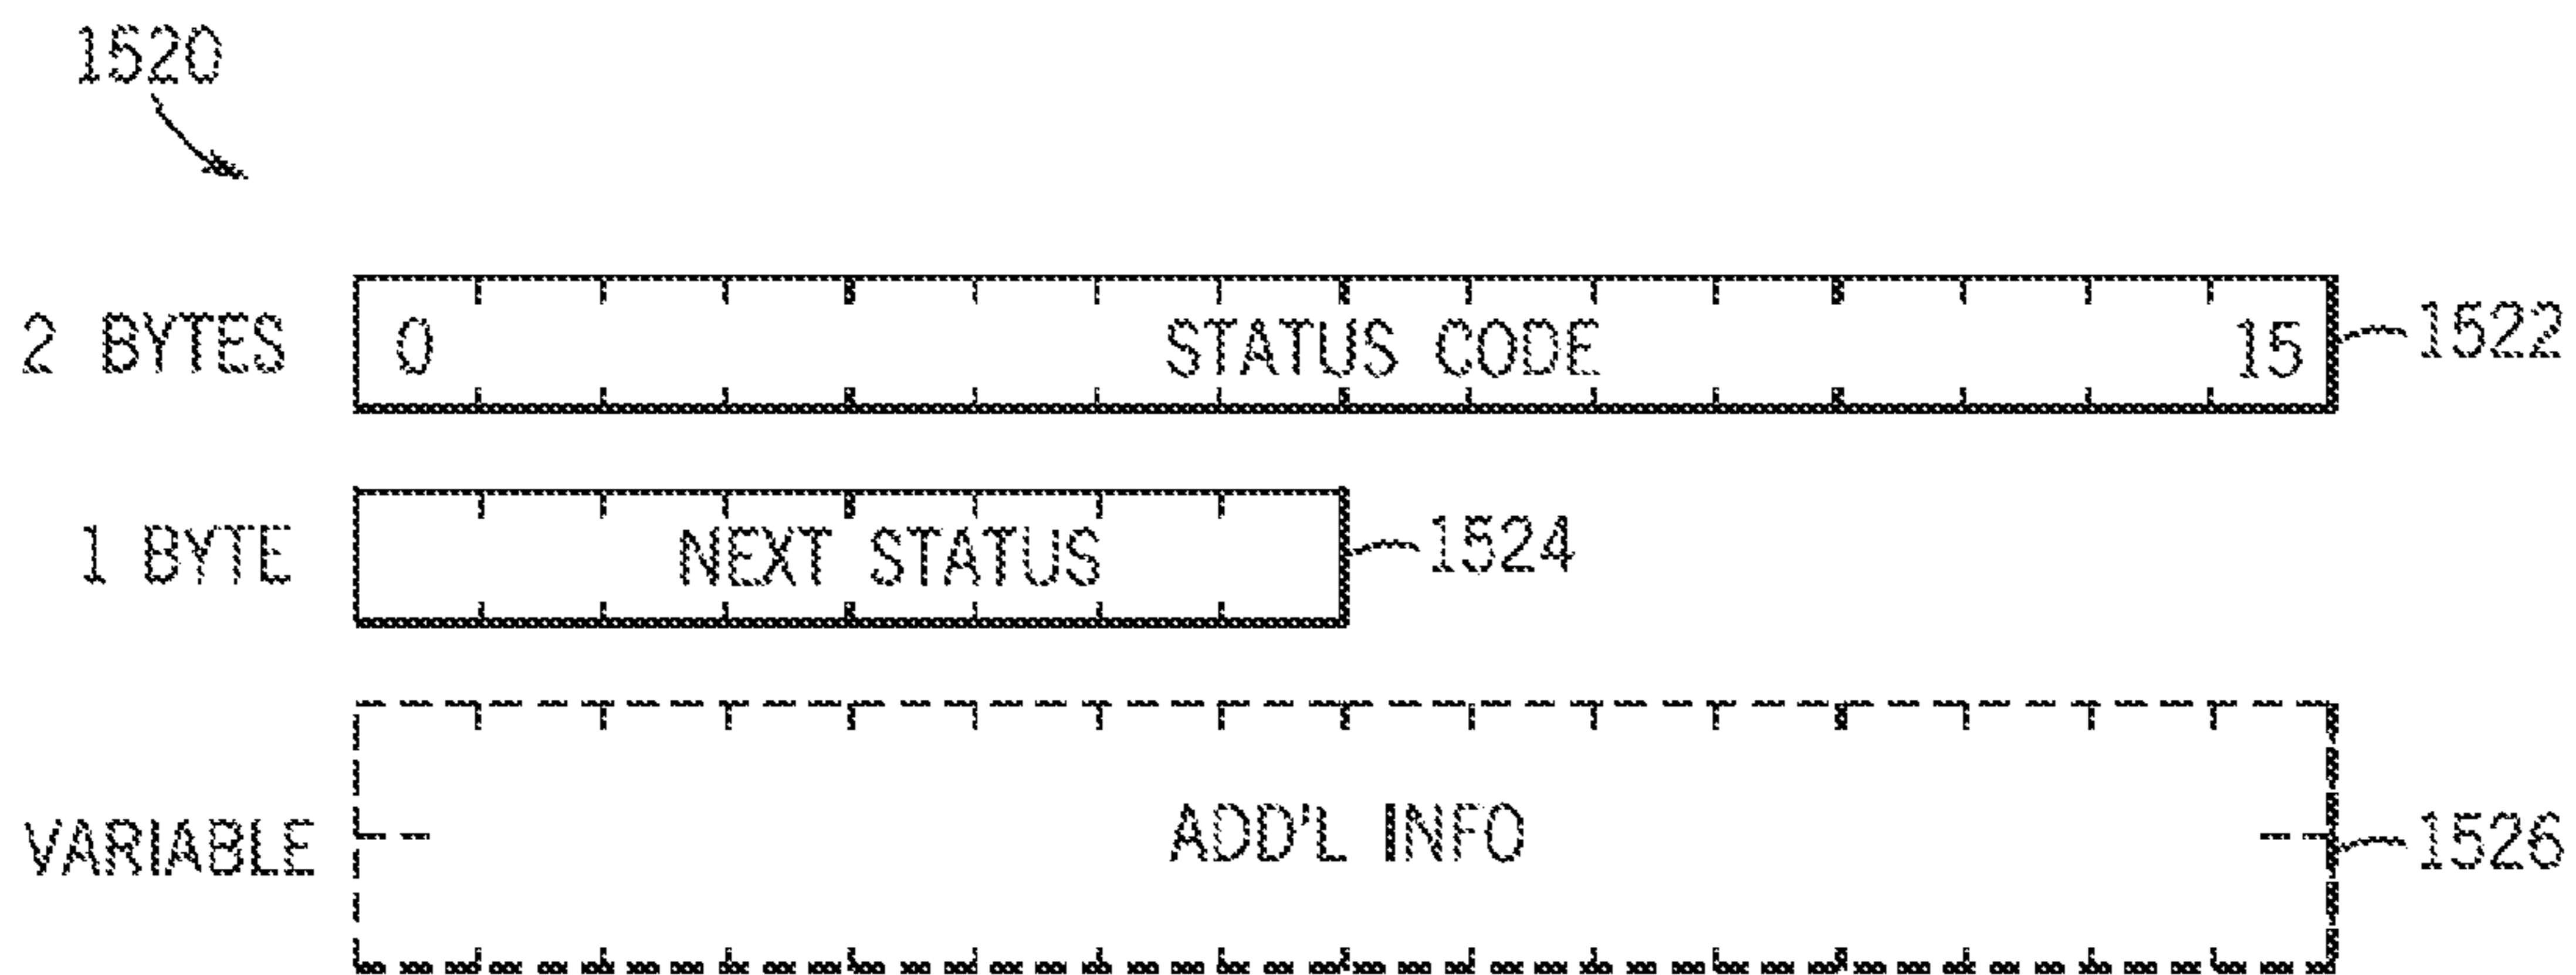 1520
2 BYTES 0 STATUS CODE 15 1522
1 BYTE NEXT STATUS 1524
VARIABLE ADD'L INFO 1526